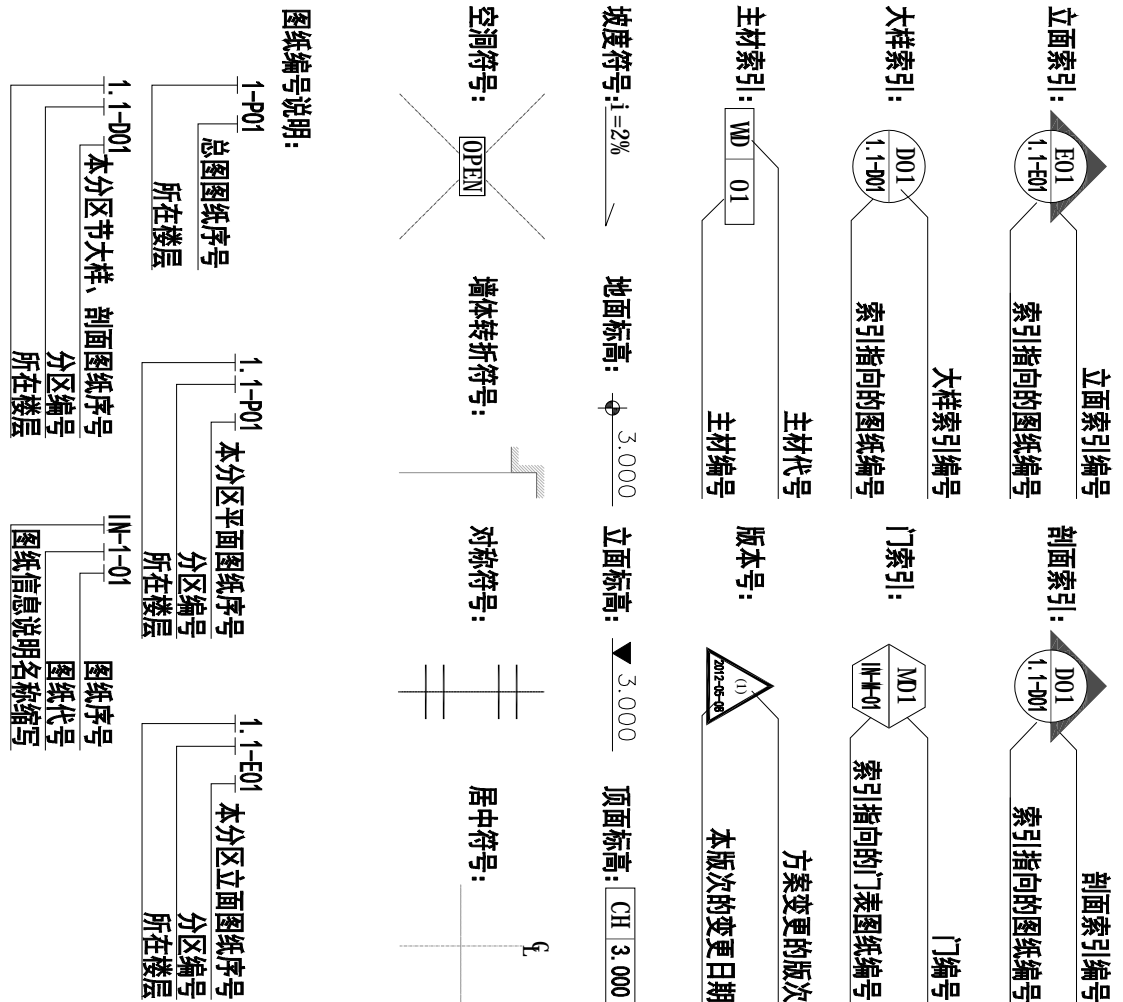 立面索引：
E01
1.1-E01
立面索引编号
索引指向的图纸编号
剖面索引：
D01
1.1-D01
剖面索引编号
索引指向的图纸编号
大样索引：
D01
1.1-D01
大样索引编号
索引指向的图纸编号
门索引：
M01
IN-M-01
门编号
索引指向的门表图纸编号
主材索引：
WD 01
主材代号
主材编号
版本号：
(1)
2012-05-08
方案变更的版次
本版次的变更日期
坡度符号：
i=2%
地面标高：
3.000
立面标高：
3.000
顶面标高：
CH 3.000
空洞符号：
OPEN
墙体转折符号：
对称符号：
居中符号：
CL
图纸编号说明：
1-P01
总图图纸序号
所在楼层
1.1-P01
本分区平面图纸序号
分区编号
所在楼层
1.1-E01
本分区立面图纸序号
分区编号
所在楼层
1.1-D01
本分区节大样、剖面图纸序号
分区编号
所在楼层
IN-1-01
图纸序号
图纸代号
图纸信息说明名称缩写